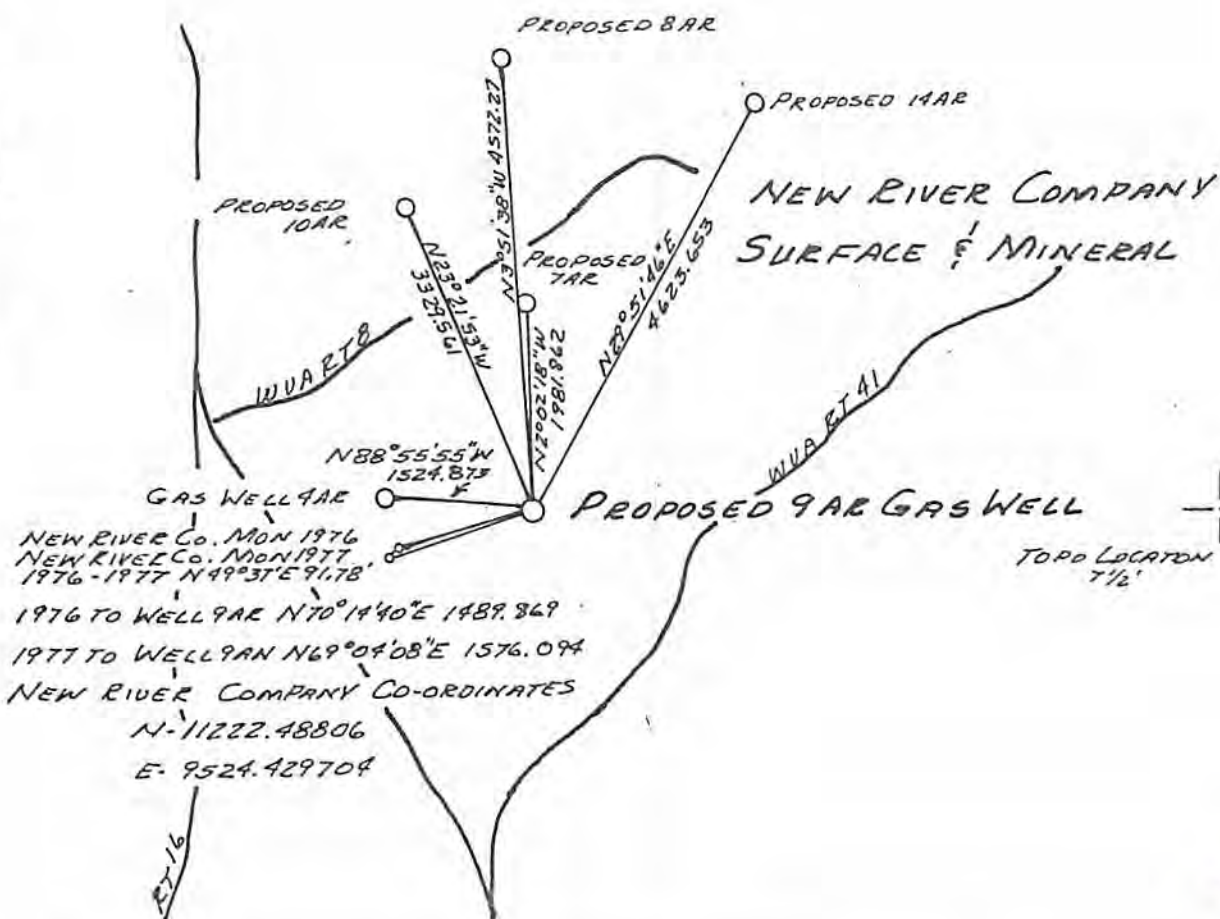 PROPOSED 8AR
PROPOSED 14AR
NEW RIVER COMPANY
SURFACE & MINERAL
PROPOSED
10AR
PROPOSED
7AR
N3°51'38"W 4522.27
N23°21'53"W
3329.561
N2°02'18"W
1981.862
N29°51'46"E
4623.653
WVA RT 8
WVA RT 41
N88°55'55"W
1524.873
GAS WELL 4AR
PROPOSED 9AR GAS WELL
NEW RIVER CO. MON 1976
NEW RIVER CO. MON 1977
1976-1977 N49°37'E 91.78'
TOPO LOCATION
7½'
1976 TO WELL 9AR N70°14'40"E 1489.869
1977 TO WELL 9AN N69°04'08"E 1576.094
NEW RIVER COMPANY CO-ORDINATES
N-11222.48806
E- 9524.429704
RT 16